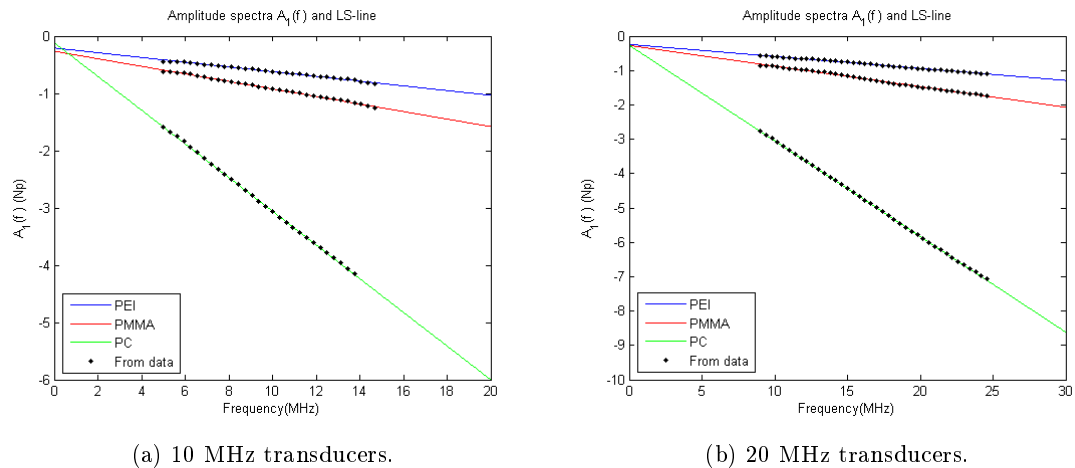 Amplitude spectra A₁(f) and LS-line
0
-1
-2
-3
-4
-5
-6
A₁(f) (Np)
0 2 4 6 8 10 12 14 16 18 20
Frequency(MHz)
PEI
PMMA
PC
From data
(a) 10 MHz transducers.
Amplitude spectra A₁(f) and LS-line
0
-1
-2
-3
-4
-5
-6
-7
-8
-9
-10
A₁(f) (Np)
0 5 10 15 20 25 30
Frequency(MHz)
PEI
PMMA
PC
From data
(b) 20 MHz transducers.